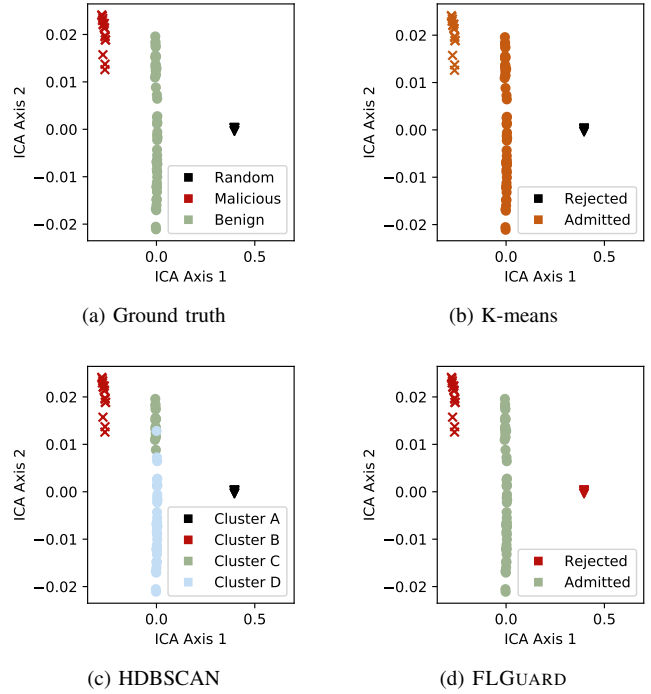 0.02
0.01
0.00
−0.01
−0.02
ICA Axis 2
Random
Malicious
Benign
0.0
0.5
ICA Axis 1
(a) Ground truth
0.02
0.01
0.00
−0.01
−0.02
ICA Axis 2
Rejected
Admitted
0.0
0.5
ICA Axis 1
(b) K-means
0.02
0.01
0.00
−0.01
−0.02
ICA Axis 2
Cluster A
Cluster B
Cluster C
Cluster D
0.0
0.5
ICA Axis 1
(c) HDBSCAN
0.02
0.01
0.00
−0.01
−0.02
ICA Axis 2
Rejected
Admitted
0.0
0.5
ICA Axis 1
(d) FLGUARD